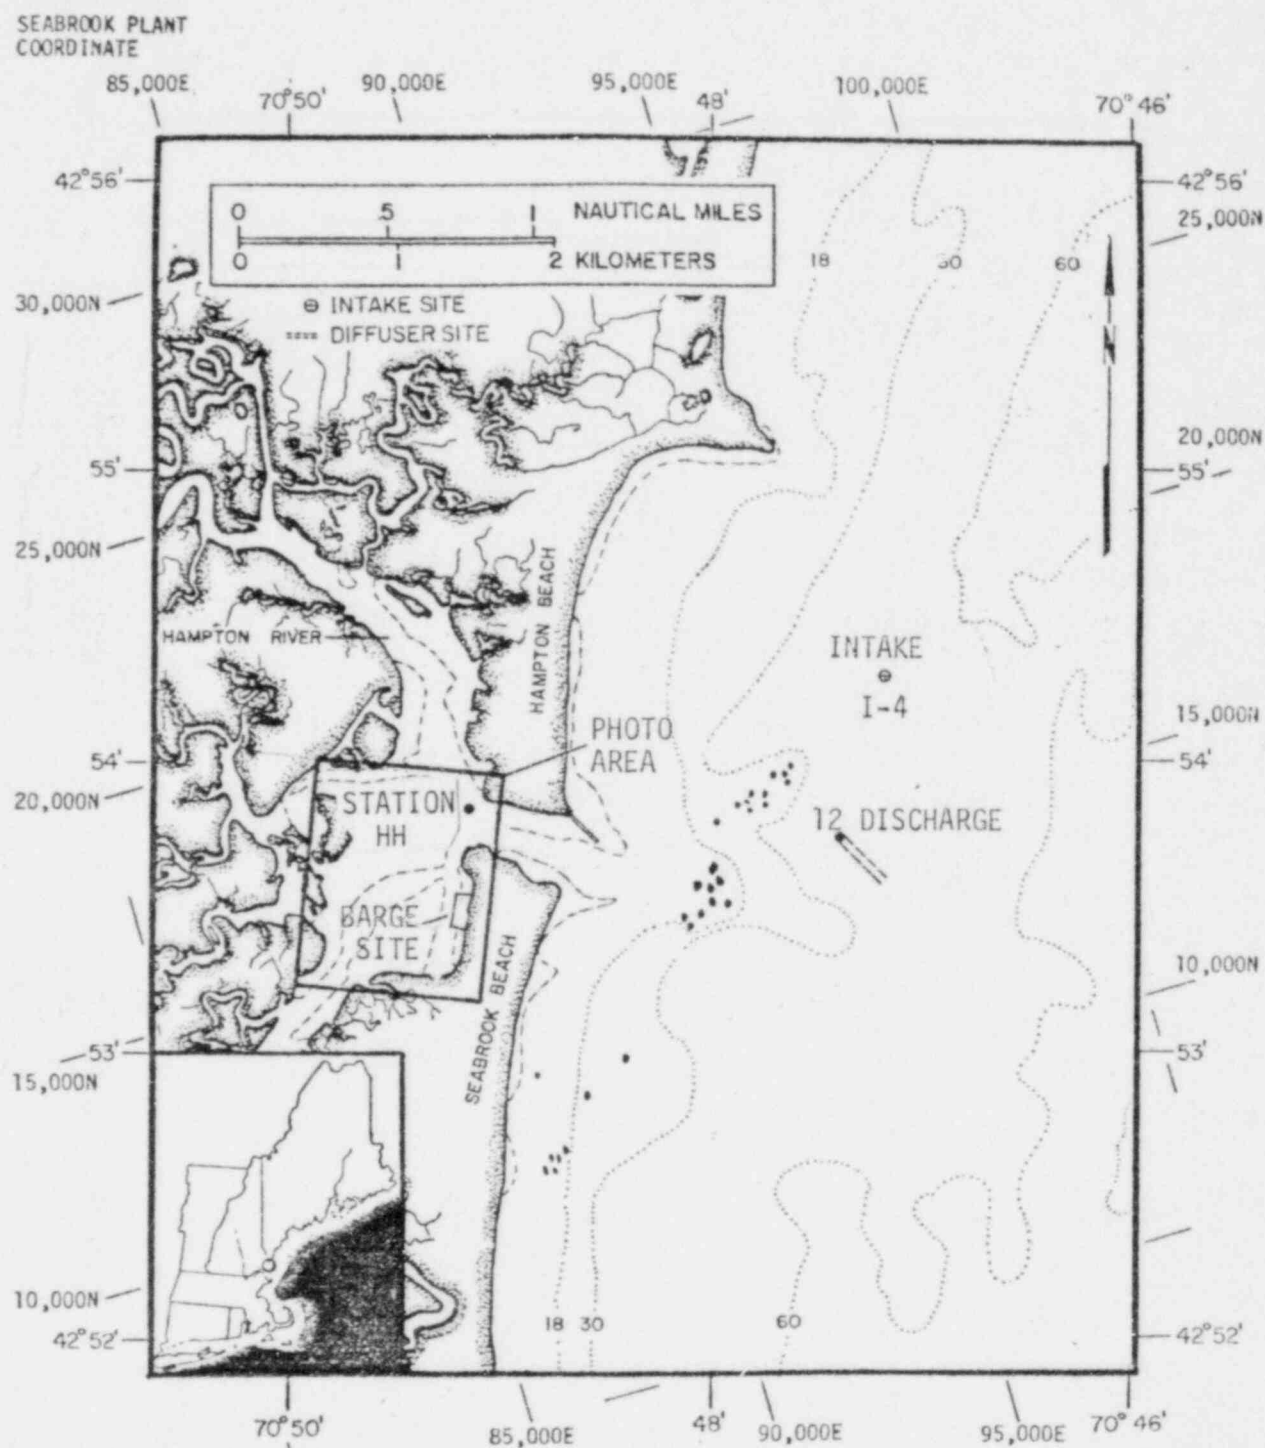 SEABROOK PLANT
COORDINATE
85,000E
70°50'
90,000E
95,000E
48'
100,000E
70°46'
42°56'
42°56'
25,000N
0 .5 1 NAUTICAL MILES
0 1 2 KILOMETERS
18
30
60
30,000N
INTAKE SITE
DIFFUSER SITE
N
20,000N
55'
55'
25,000N
HAMPTON BEACH
HAMPTON RIVER
INTAKE
I-4
15,000N
PHOTO
AREA
54'
54'
20,000N
STATION
HH
12 DISCHARGE
BARGE
SITE
SEABROOK BEACH
10,000N
53'
53'
15,000N
10,000N
18 30
60
42°52'
42°52'
70°50'
85,000E
48'
90,000E
95,000E
70°46'